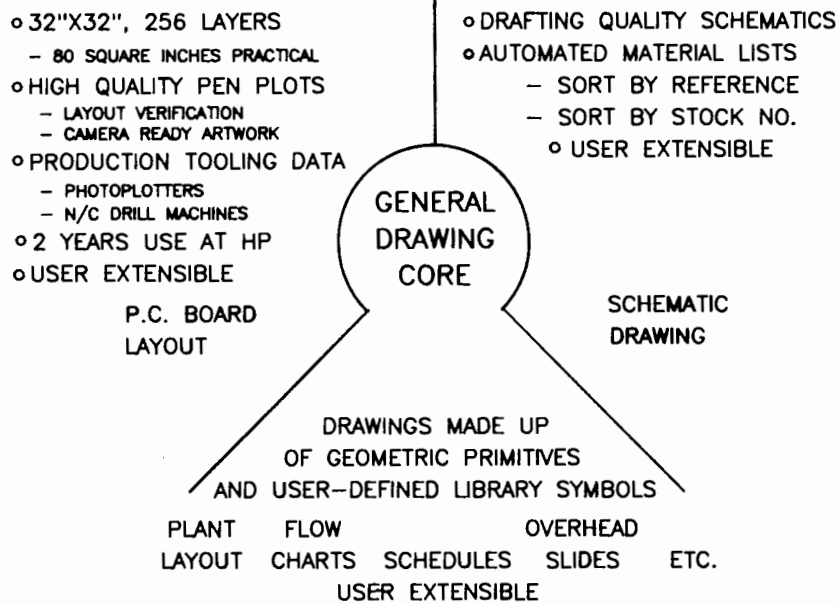 ○ 32"X32", 256 LAYERS
– 80 SQUARE INCHES PRACTICAL
○ HIGH QUALITY PEN PLOTS
– LAYOUT VERIFICATION
– CAMERA READY ARTWORK
○ PRODUCTION TOOLING DATA
– PHOTOPLOTTERS
– N/C DRILL MACHINES
○ 2 YEARS USE AT HP
○ USER EXTENSIBLE
P.C. BOARD
LAYOUT
○ DRAFTING QUALITY SCHEMATICS
○ AUTOMATED MATERIAL LISTS
– SORT BY REFERENCE
– SORT BY STOCK NO.
○ USER EXTENSIBLE
GENERAL
DRAWING
CORE
SCHEMATIC
DRAWING
DRAWINGS MADE UP
OF GEOMETRIC PRIMITIVES
AND USER–DEFINED LIBRARY SYMBOLS
PLANT FLOW OVERHEAD
LAYOUT CHARTS SCHEDULES SLIDES ETC.
USER EXTENSIBLE